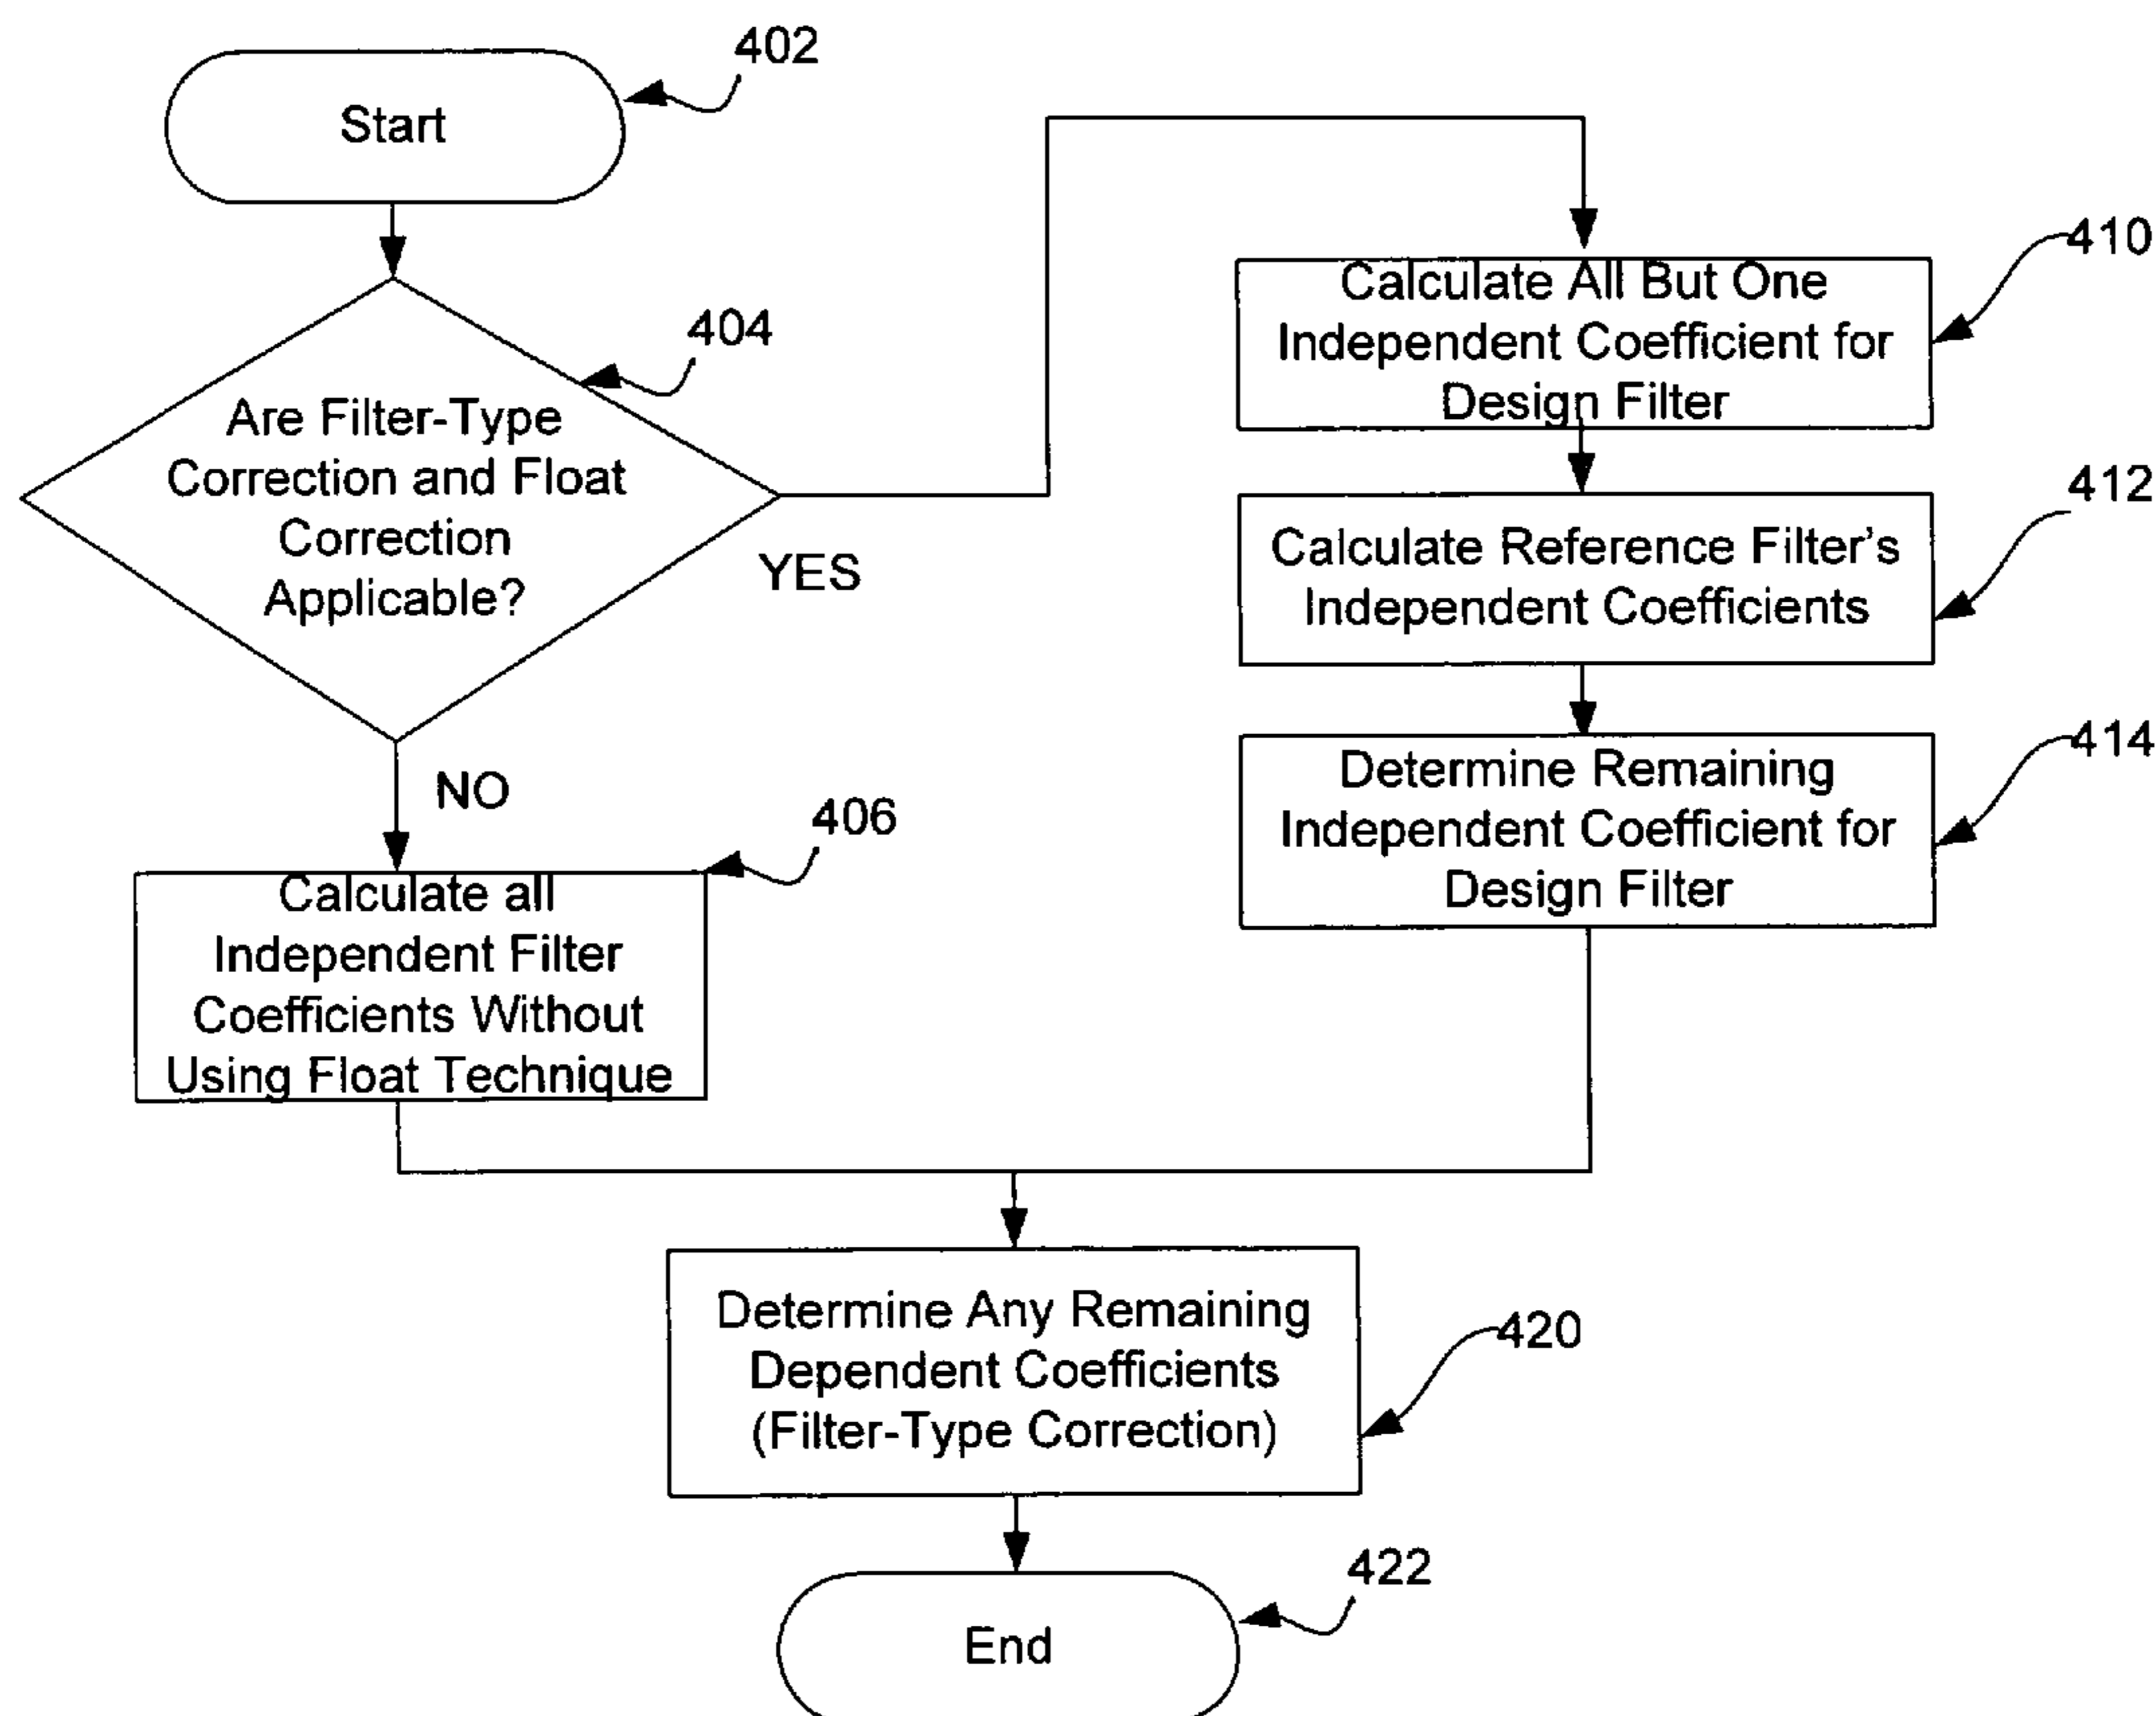 402
Start
404
Are Filter-Type
Correction and Float
Correction
Applicable?
YES
NO
406
Calculate all
Independent Filter
Coefficients Without
Using Float Technique
410
Calculate All But One
Independent Coefficient for
Design Filter
412
Calculate Reference Filter's
Independent Coefficients
414
Determine Remaining
Independent Coefficient for
Design Filter
420
Determine Any Remaining
Dependent Coefficients
(Filter-Type Correction)
422
End